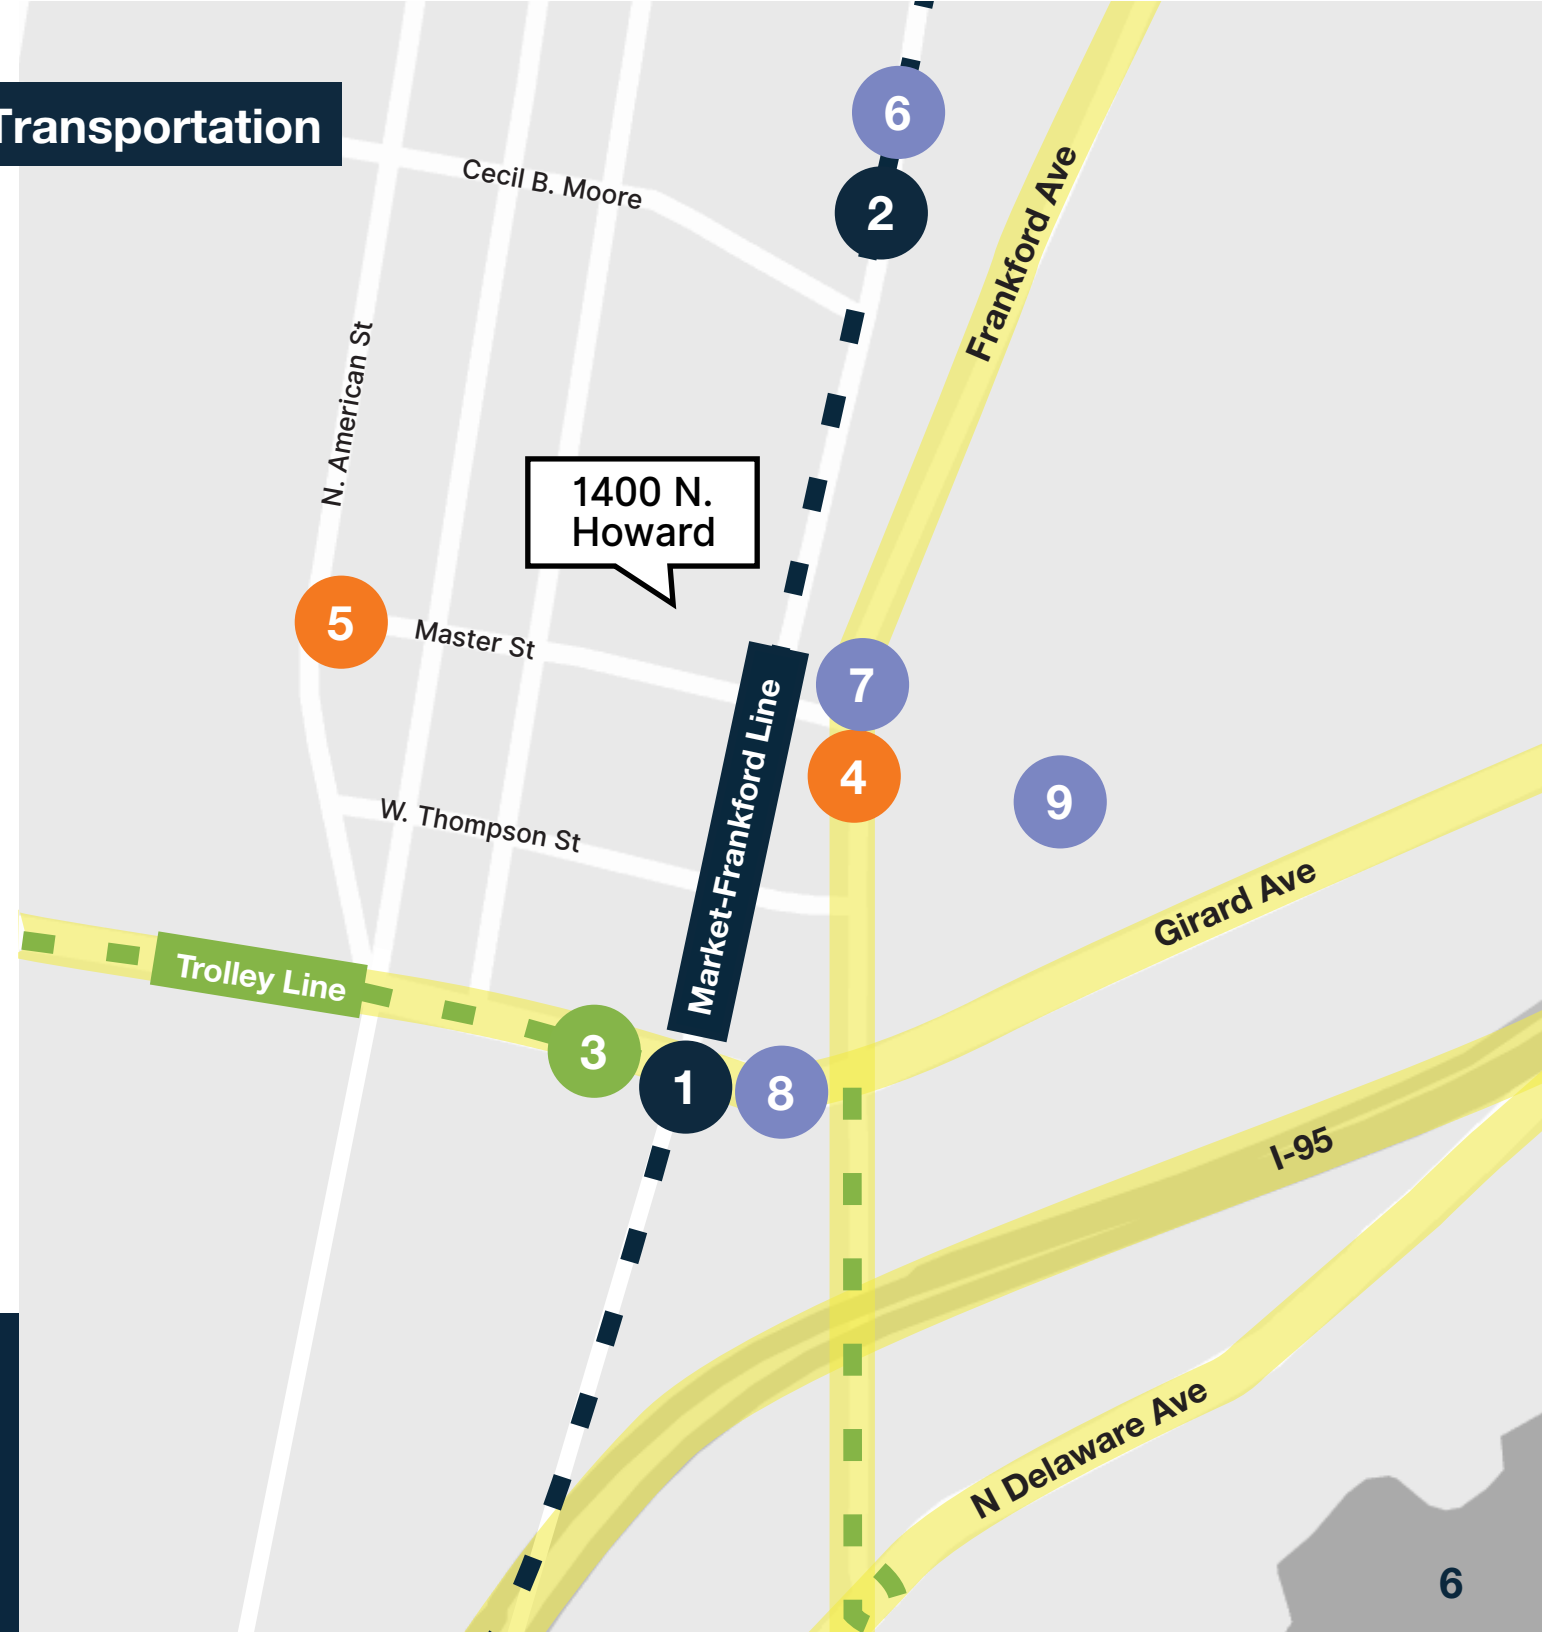 Transportation
6
2
Cecil B. Moore
Frankford Ave
N. American St
1400 N.
Howard
5
Master St
7
4
9
Market-Frankford Line
W. Thompson St
Girard Ave
Trolley Line
3
1
8
I-95
N Delaware Ave
6